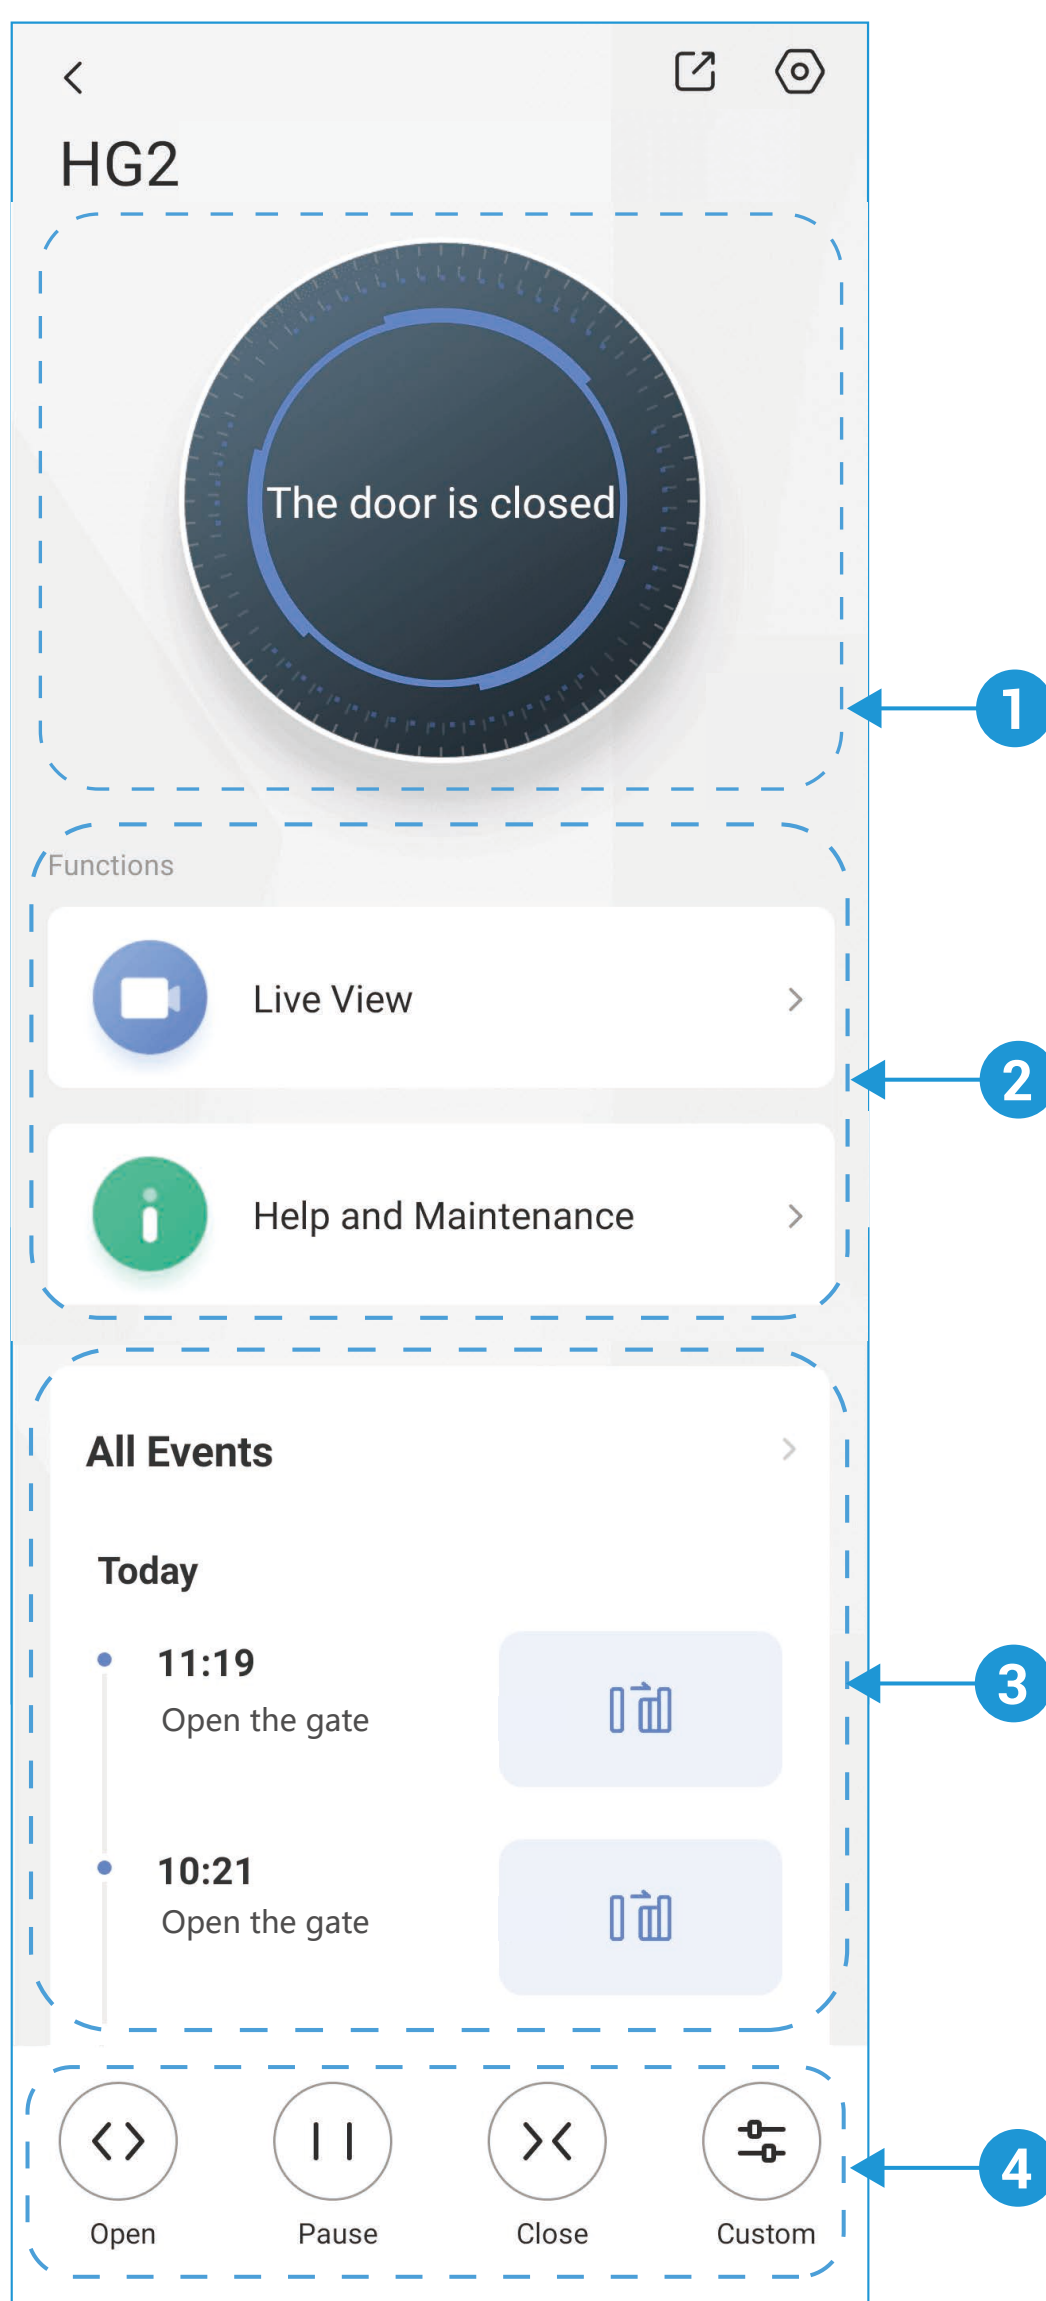 HG2
The door is closed
1
Functions
Live View
2
Help and Maintenance
All Events
Today
11:19
Open the gate
3
10:21
Open the gate
4
Open Pause Close Custom